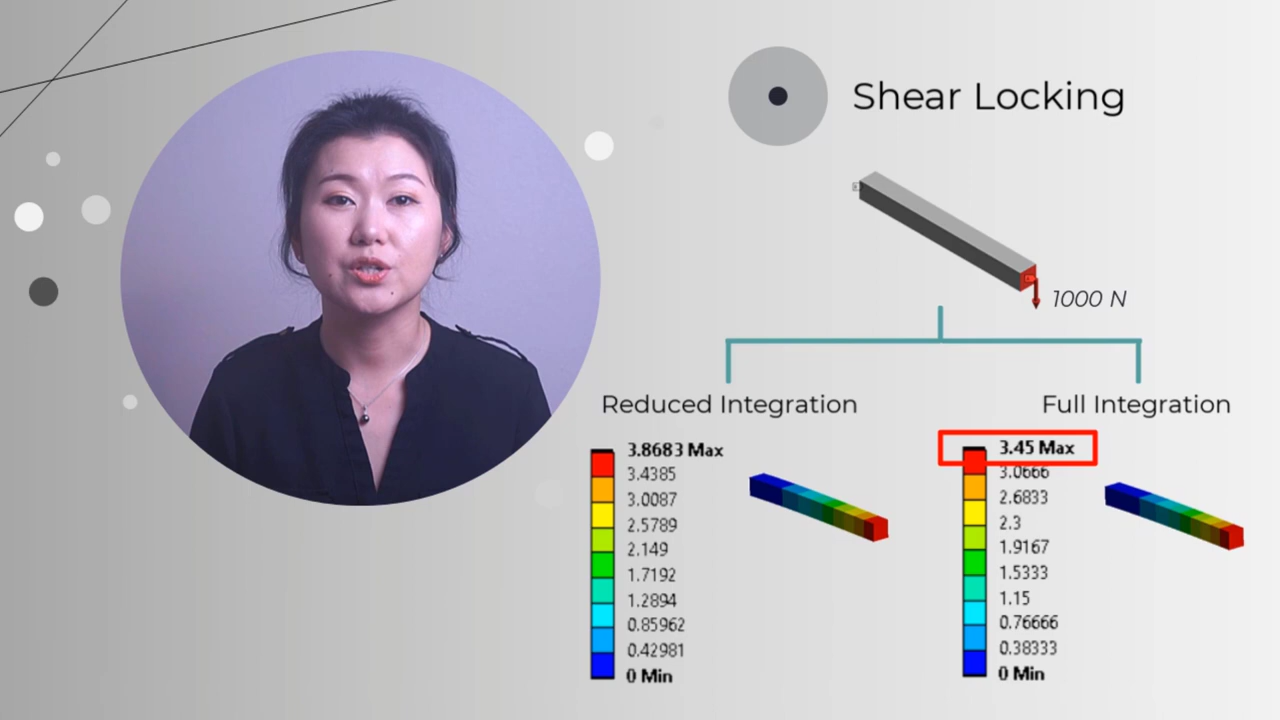 Shear Locking
1000 N
Reduced Integration
3.8683 Max
3.4385
3.0087
2.5789
2.149
1.7192
1.2894
0.85962
0.42981
0 Min
Full Integration
3.45 Max
3.0666
2.6833
2.3
1.9167
1.5333
1.15
0.76666
0.38333
0 Min